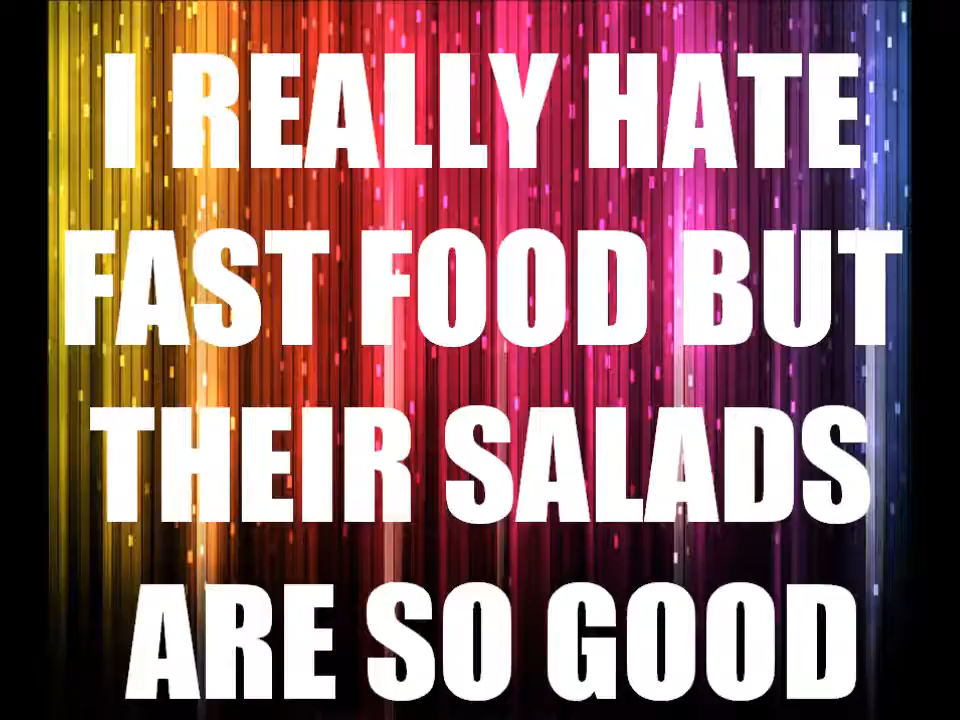 I REALLY HATE
FAST FOOD BUT
THEIR SALADS
ARE SO GOOD